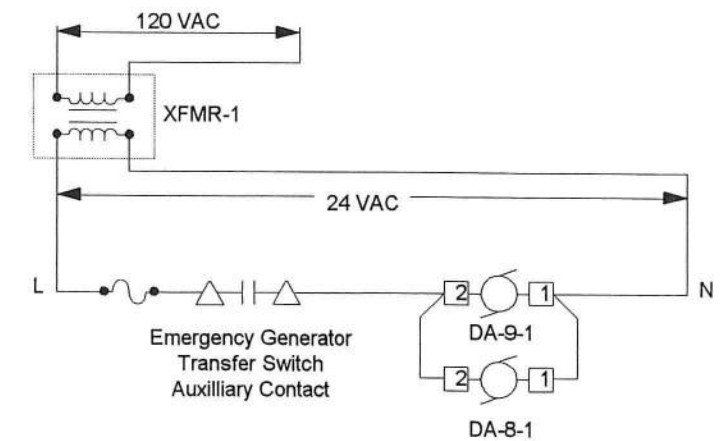 120 VAC
XFMR-1
24 VAC
L
2
1
N
DA-9-1
Emergency Generator
Transfer Switch
Auxilliary Contact
2
1
DA-8-1